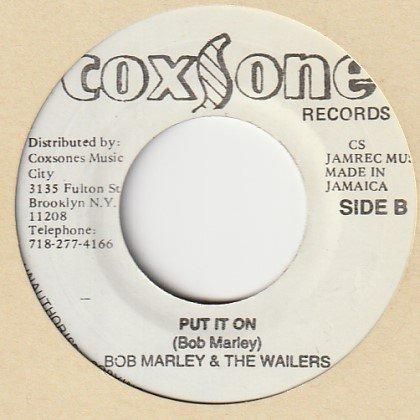 coxsone
RECORDS
Distributed by:
Coxsones Music
City
3135 Fulton St
Brooklyn N.Y.
11208
Telephone:
718-277-4166
CS
JAMREC MUS
MADE IN
JAMAICA
SIDE B
PUT IT ON
(Bob Marley)
BOB MARLEY & THE WAILERS